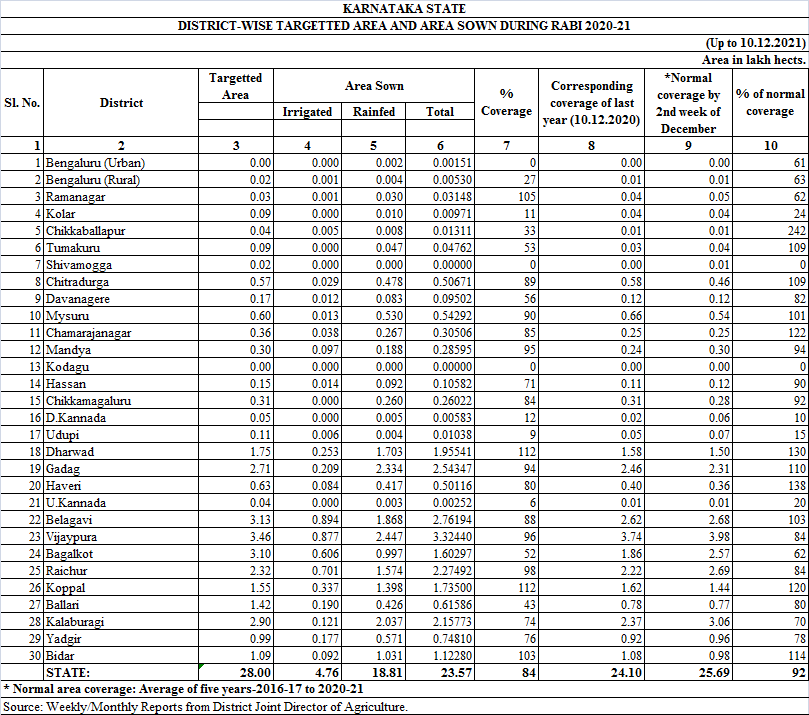 KARNATAKA STATE
DISTRICT-WISE TARGETTED AREA AND AREA SOWN DURING RABI 2020-21
(Up to 10.12.2021)
Area in lakh hects.
Sl. No. District Targetted Area Area Sown % Coverage Corresponding coverage of last year (10.12.2020) *Normal coverage by 2nd week of December % of normal coverage
Irrigated Rainfed Total
1 2 3 4 5 6 7 8 9 10
1 Bengaluru (Urban) 0.00 0.000 0.002 0.00151 0 0.00 0.00 61
2 Bengaluru (Rural) 0.02 0.001 0.004 0.00530 27 0.01 0.01 63
3 Ramanagar 0.03 0.001 0.030 0.03148 105 0.04 0.05 62
4 Kolar 0.09 0.000 0.010 0.00971 11 0.04 0.04 24
5 Chikkaballapur 0.04 0.005 0.008 0.01311 33 0.01 0.01 242
6 Tumakuru 0.09 0.000 0.047 0.04762 53 0.03 0.04 109
7 Shivamogga 0.02 0.000 0.000 0.00000 0 0.00 0.01 0
8 Chitradurga 0.57 0.029 0.478 0.50671 89 0.58 0.46 109
9 Davanagere 0.17 0.012 0.083 0.09502 56 0.12 0.12 82
10 Mysuru 0.60 0.013 0.530 0.54292 90 0.66 0.54 101
11 Chamarajanagar 0.36 0.038 0.267 0.30506 85 0.25 0.25 122
12 Mandya 0.30 0.097 0.188 0.28595 95 0.24 0.30 94
13 Kodagu 0.00 0.000 0.000 0.00000 0 0.00 0.00 0
14 Hassan 0.15 0.014 0.092 0.10582 71 0.11 0.12 90
15 Chikkamagaluru 0.31 0.000 0.260 0.26022 84 0.31 0.28 92
16 D.Kannada 0.05 0.000 0.005 0.00583 12 0.02 0.06 10
17 Udupi 0.11 0.006 0.004 0.01038 9 0.05 0.07 15
18 Dharwad 1.75 0.253 1.703 1.95541 112 1.58 1.50 130
19 Gadag 2.71 0.209 2.334 2.54347 94 2.46 2.31 110
20 Haveri 0.63 0.084 0.417 0.50116 80 0.40 0.36 138
21 U.Kannada 0.04 0.000 0.003 0.00252 6 0.01 0.01 20
22 Belagavi 3.13 0.894 1.868 2.76194 88 2.62 2.68 103
23 Vijaypura 3.46 0.877 2.447 3.32440 96 3.74 3.98 84
24 Bagalkot 3.10 0.606 0.997 1.60297 52 1.86 2.57 62
25 Raichur 2.32 0.701 1.574 2.27492 98 2.22 2.69 84
26 Koppal 1.55 0.337 1.398 1.73500 112 1.62 1.44 120
27 Ballari 1.42 0.190 0.426 0.61586 43 0.78 0.77 80
28 Kalaburagi 2.90 0.121 2.037 2.15773 74 2.37 3.06 70
29 Yadgir 0.99 0.177 0.571 0.74810 76 0.92 0.96 78
30 Bidar 1.09 0.092 1.031 1.12280 103 1.08 0.98 114
STATE: 28.00 4.76 18.81 23.57 84 24.10 25.69 92
* Normal area coverage: Average of five years-2016-17 to 2020-21
Source: Weekly/Monthly Reports from District Joint Director of Agriculture.